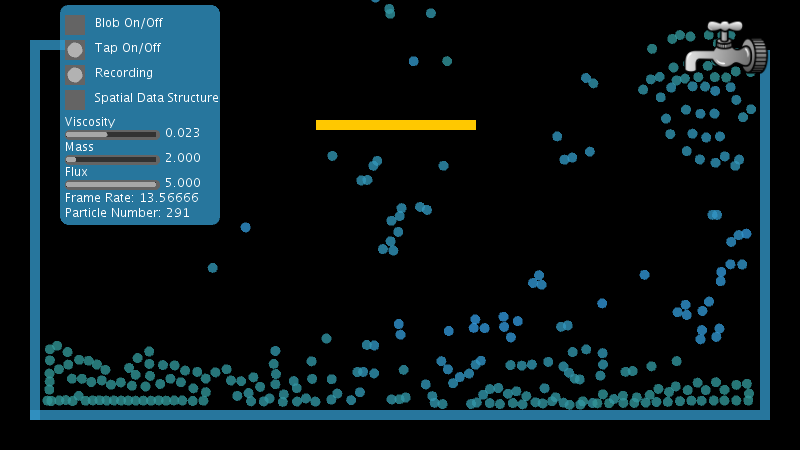 Blob On/Off
Tap On/Off
Recording
Spatial Data Structure
Viscosity
0.023
Mass
2.000
Flux
5.000
Frame Rate: 13.56666
Particle Number: 291